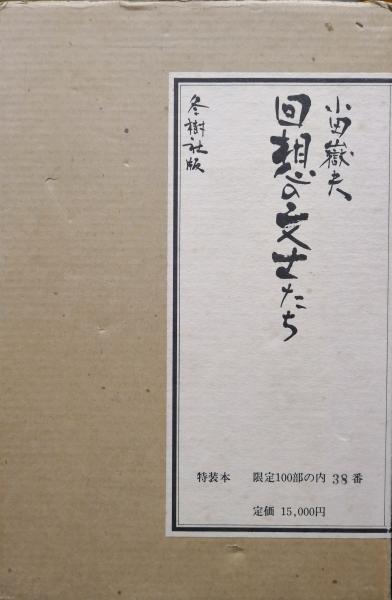 小田嶽夫
回想の文士たち
冬樹社版
特装本 限定100部の内 38番
定価 15,000円